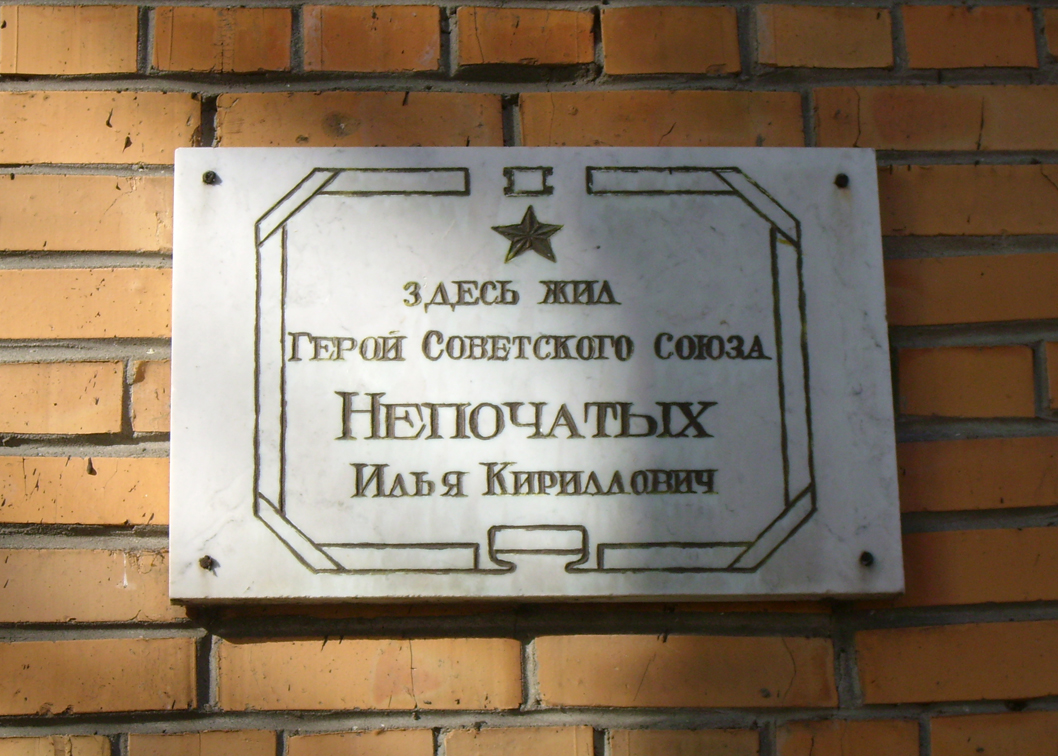 Здесь жил
Герой Советского Союза
Непочатых
Илья Кириллович